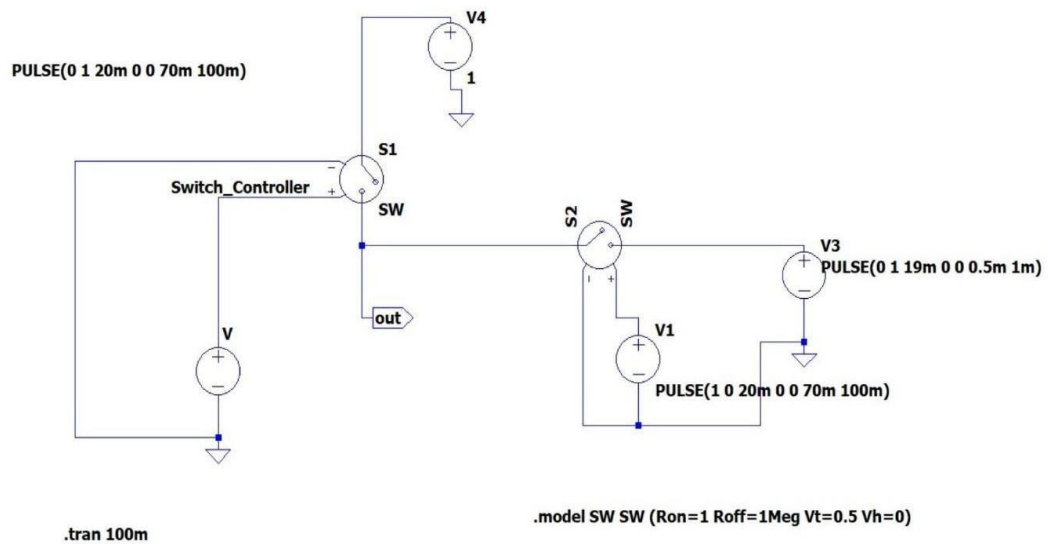 V4
PULSE(0 1 20m 0 0 70m 100m)
1
S1
Switch_Controller
SW
S2
SW
V3
PULSE(0 1 19m 0 0 0.5m 1m)
out
V
V1
PULSE(1 0 20m 0 0 70m 100m)
.model SW SW (Ron=1 Roff=1Meg Vt=0.5 Vh=0)
.tran 100m